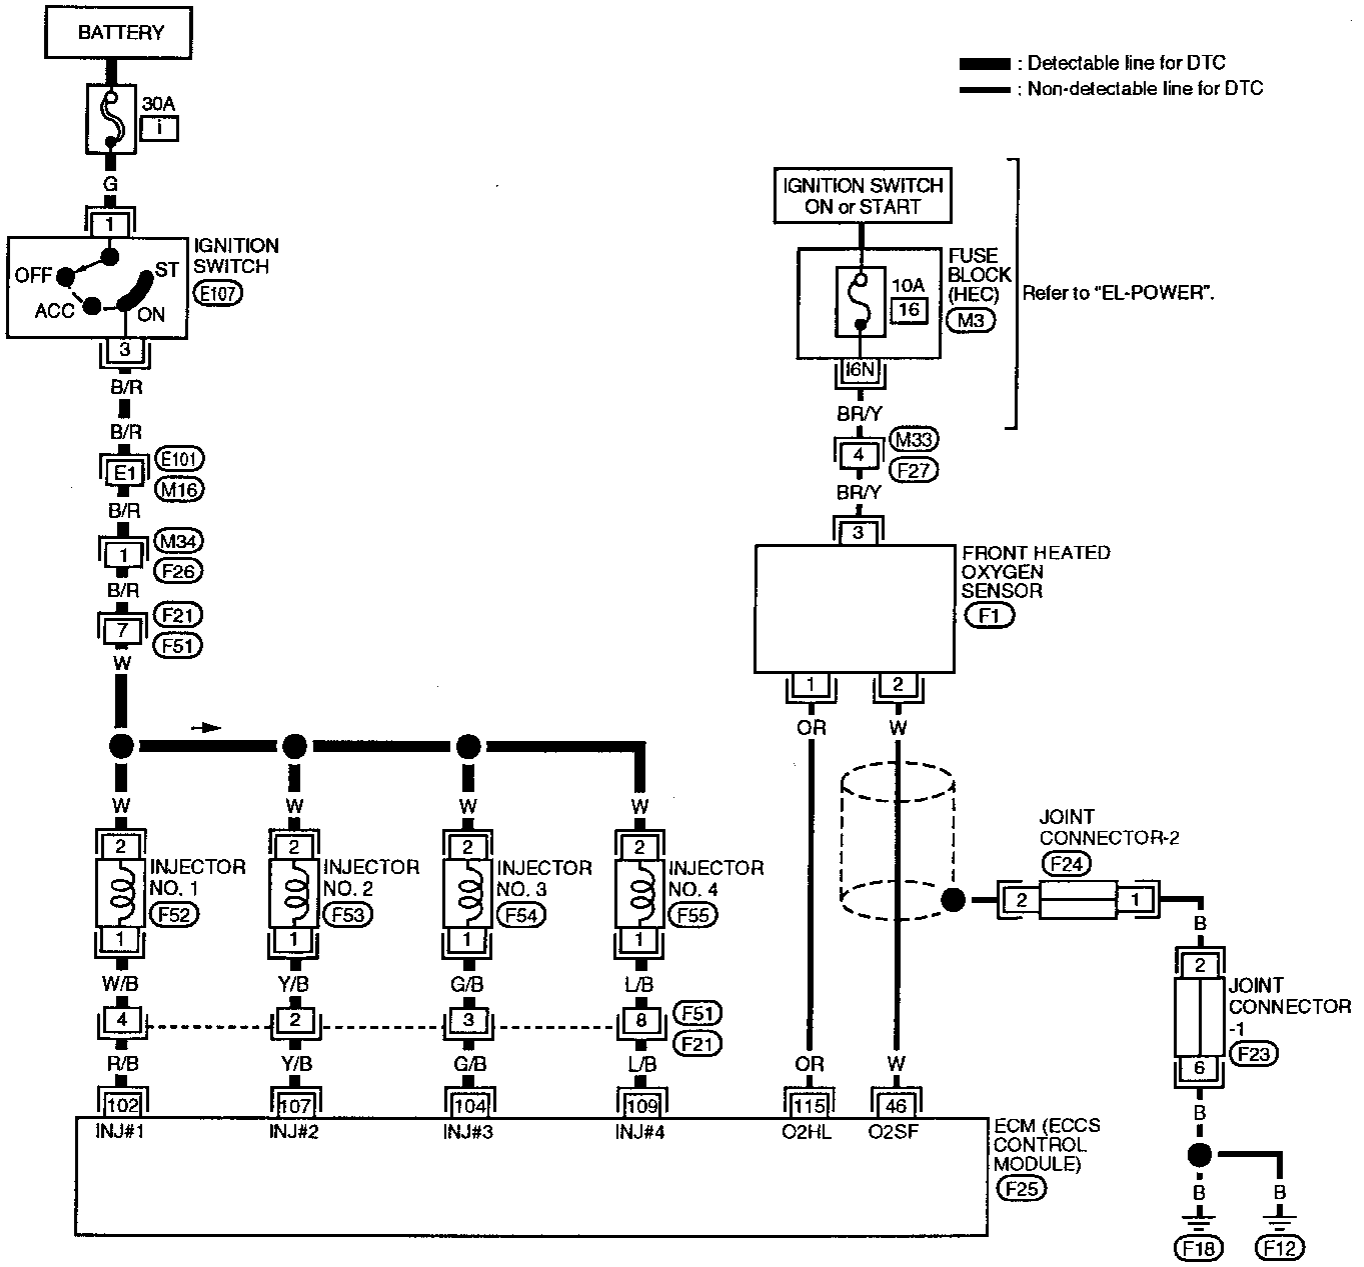 BATTERY
30A
i
G
1
IGNITION
SWITCH
E107
OFF
ST
ACC
ON
3
B/R
B/R
E1
E101
M16
B/R
1
M34
F26
B/R
7
F21
F51
W
: Detectable line for DTC
: Non-detectable line for DTC
IGNITION SWITCH
ON or START
FUSE
BLOCK
(HEC)
M3
10A
16
I6N
Refer to "EL-POWER".
BR/Y
4
M33
F27
BR/Y
3
FRONT HEATED
OXYGEN
SENSOR
F1
1 2
OR W
W W W W
2 2 2 2
INJECTOR
NO. 1
F52
INJECTOR
NO. 2
F53
INJECTOR
NO. 3
F54
INJECTOR
NO. 4
F55
1 1 1 1
W/B Y/B G/B L/B
4 2 3 8
F51
F21
R/B Y/B G/B L/B OR W
JOINT
CONNECTOR-2
F24
2 1
B
2
JOINT
CONNECTOR
-1
F23
6
B
102 107 104 109 115 46
INJ#1 INJ#2 INJ#3 INJ#4 O2HL O2SF
ECM (ECCS
CONTROL
MODULE)
F25
B B
F18 F12